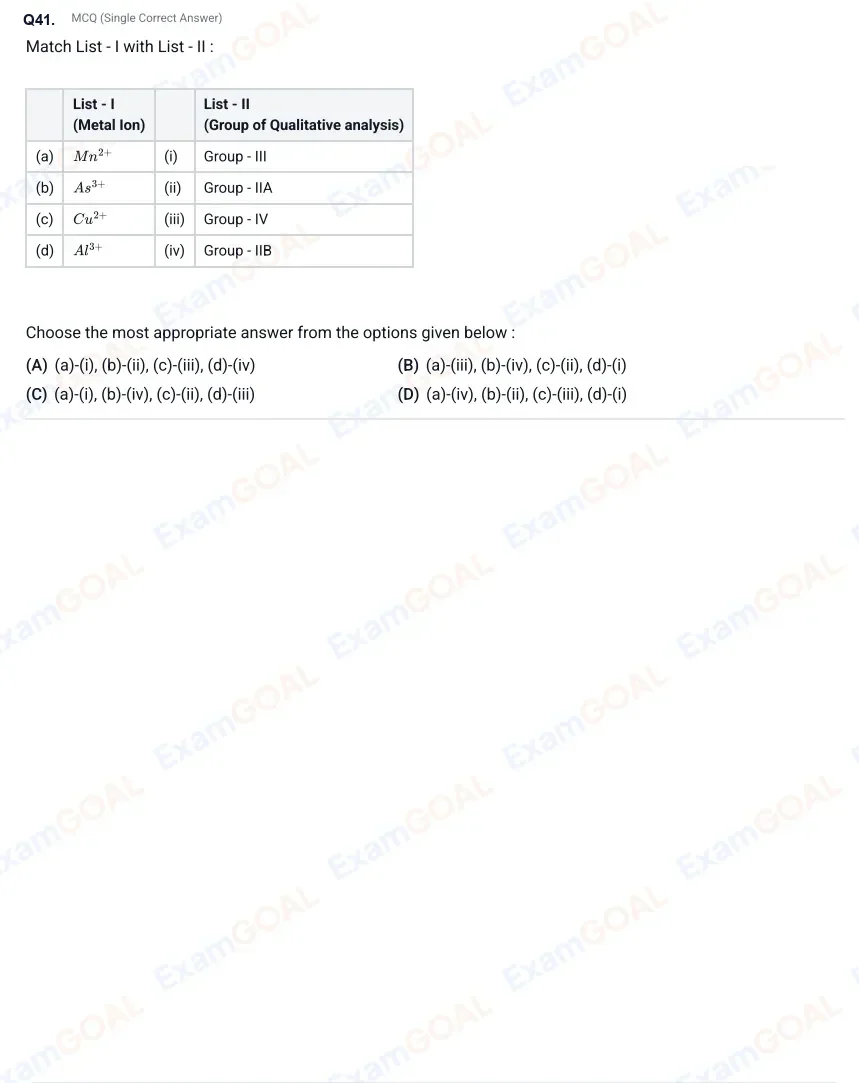 Q41. MCQ (Single Correct Answer)
Match List - I with List - II :
List - I
(Metal Ion)
List - II
(Group of Qualitative analysis)
(a) Mn²⁺ (i) Group - III
(b) As³⁺ (ii) Group - IIA
(c) Cu²⁺ (iii) Group - IV
(d) Al³⁺ (iv) Group - IIB
Choose the most appropriate answer from the options given below :
(A) (a)-(i), (b)-(ii), (c)-(iii), (d)-(iv) (B) (a)-(iii), (b)-(iv), (c)-(ii), (d)-(i)
(C) (a)-(i), (b)-(iv), (c)-(ii), (d)-(iii) (D) (a)-(iv), (b)-(ii), (c)-(iii), (d)-(i)
ExamGOAL